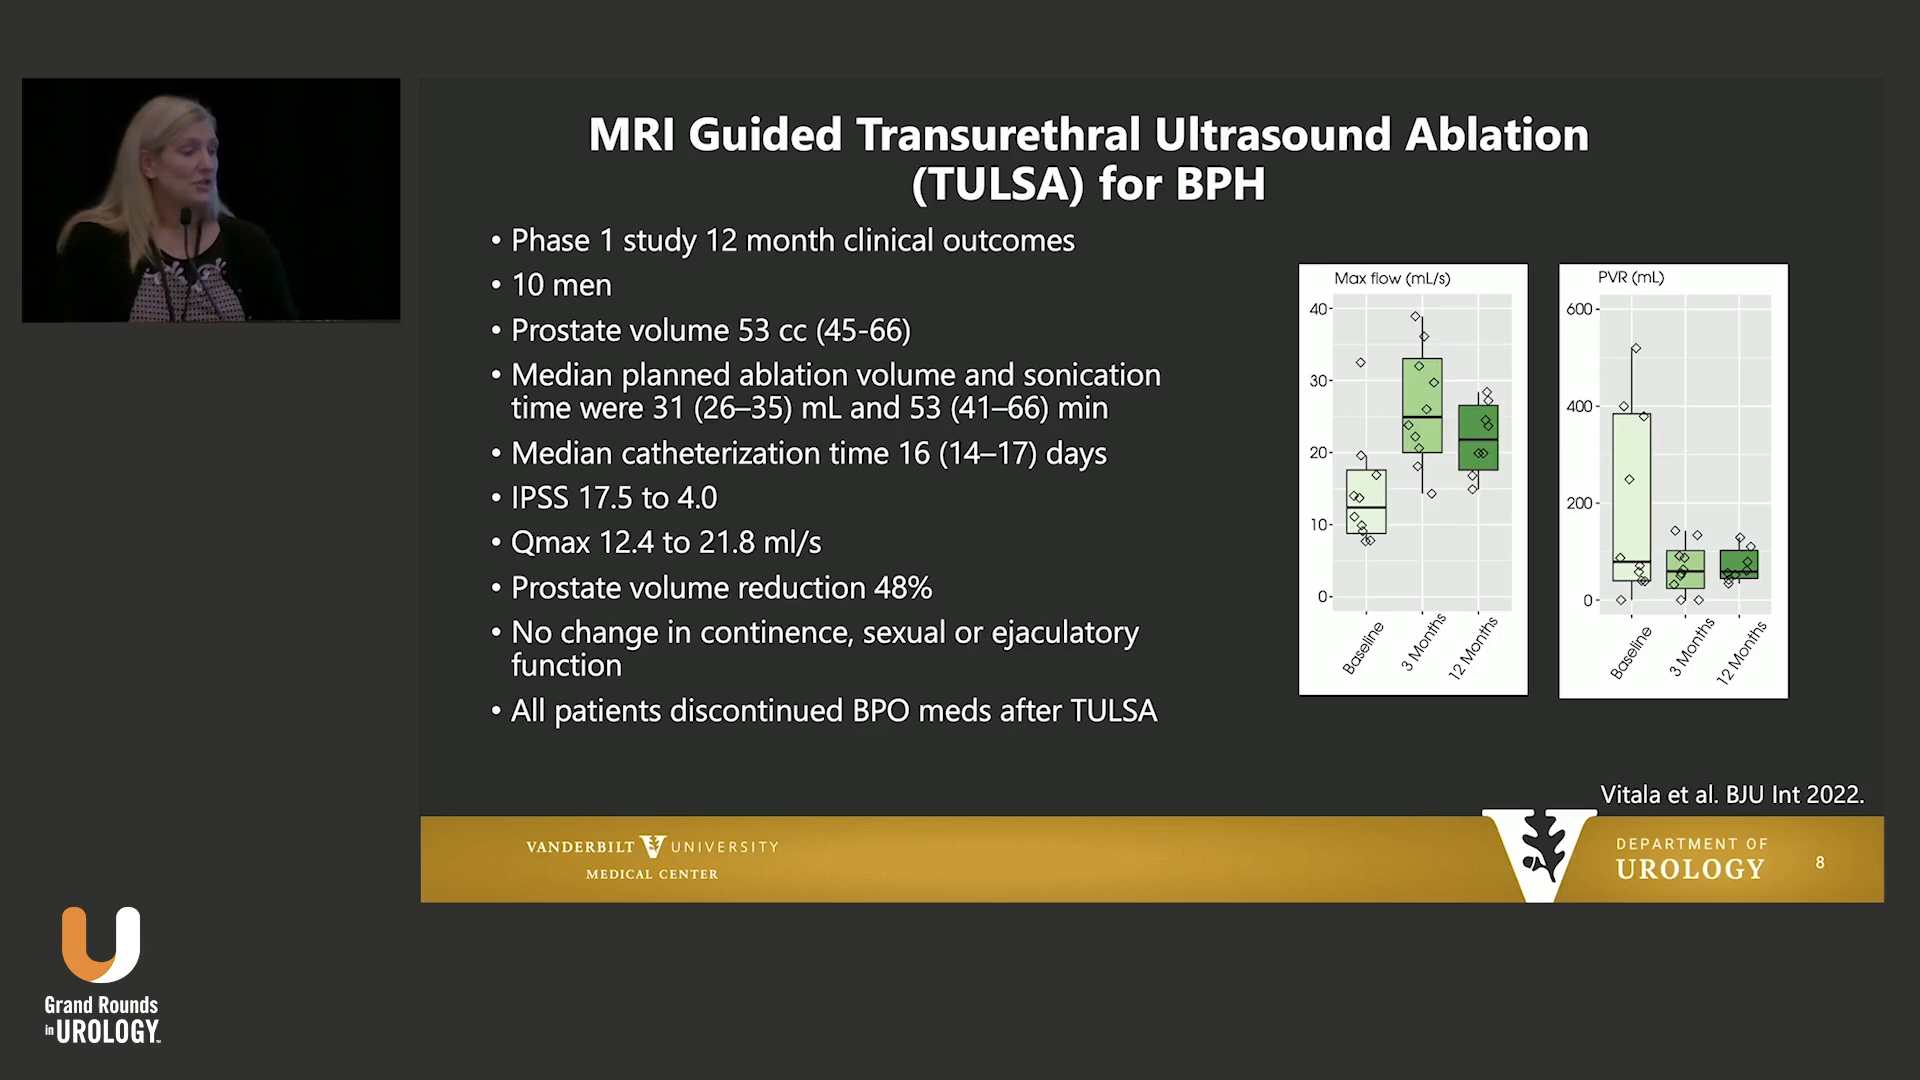 MRI Guided Transurethral Ultrasound Ablation
(TULSA) for BPH
• Phase 1 study 12 month clinical outcomes
• 10 men
• Prostate volume 53 cc (45-66)
• Median planned ablation volume and sonication
time were 31 (26–35) mL and 53 (41–66) min
• Median catheterization time 16 (14–17) days
• IPSS 17.5 to 4.0
• Qmax 12.4 to 21.8 ml/s
• Prostate volume reduction 48%
• No change in continence, sexual or ejaculatory
function
• All patients discontinued BPO meds after TULSA
Max flow (mL/s)
40
30
20
10
0
Baseline
3 Months
12 Months
PVR (mL)
600
400
200
0
Baseline
3 Months
12 Months
Vitala et al. BJU Int 2022.
VANDERBILT V UNIVERSITY
MEDICAL CENTER
V
DEPARTMENT OF
UROLOGY
8
U
Grand Rounds
in UROLOGY™